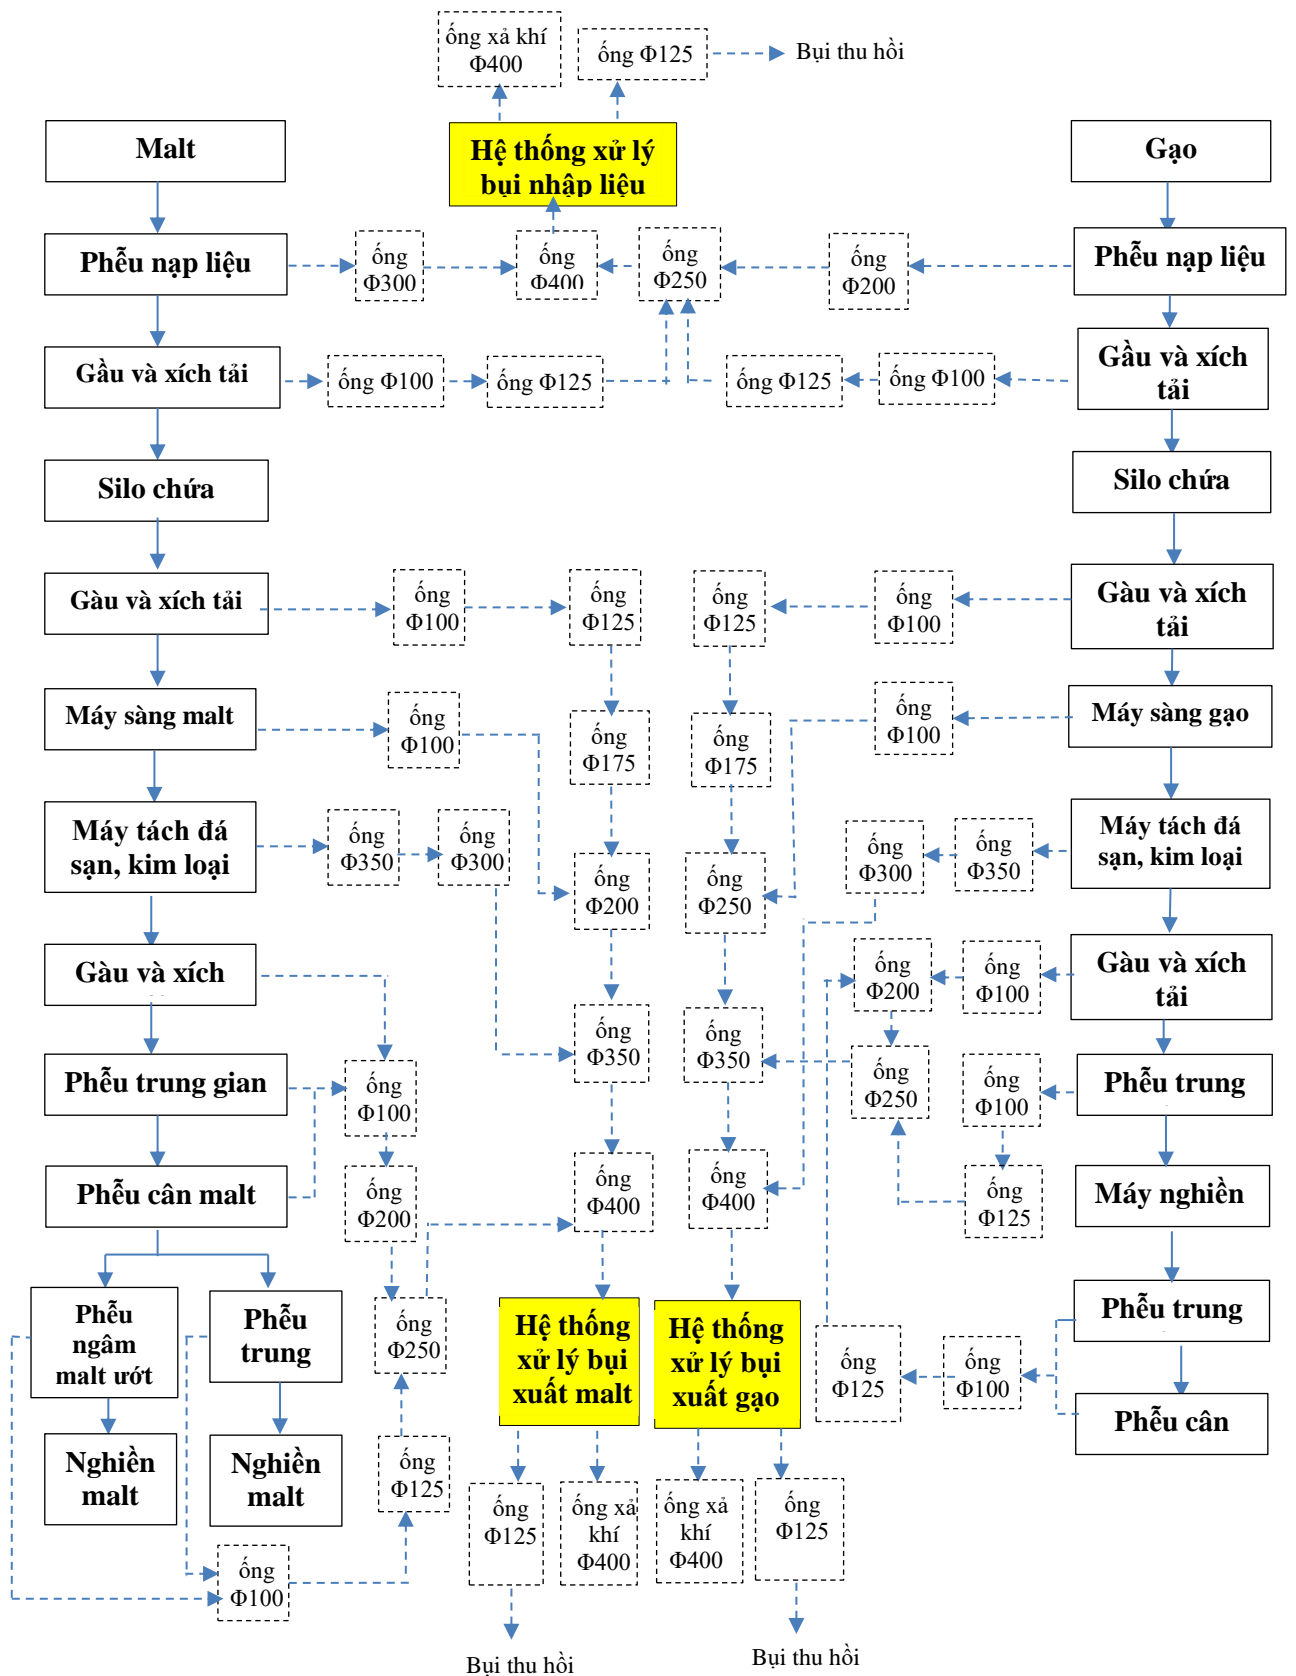 ống xả khí
Φ400
ống Φ125
Bụi thu hồi
Malt
Hệ thống xử lý
bụi nhập liệu
Gạo
Phễu nạp liệu
ống
Φ300
ống
Φ400
ống
Φ250
ống
Φ200
Phễu nạp liệu
Gầu và xích tải
ống Φ100
ống Φ125
ống Φ125
ống Φ100
Gầu và xích
tải
Silo chứa
Silo chứa
Gàu và xích tải
ống
Φ100
ống
Φ125
ống
Φ125
ống
Φ100
Gàu và xích
tải
Máy sàng malt
ống
Φ100
ống
Φ175
ống
Φ175
ống
Φ100
Máy sàng gạo
Máy tách đá
sạn, kim loại
ống
Φ350
ống
Φ300
ống
Φ200
ống
Φ250
ống
Φ300
ống
Φ350
Máy tách đá
sạn, kim loại
Gàu và xích
ống
Φ200
ống
Φ100
Gàu và xích
tải
Phễu trung gian
ống
Φ100
ống
Φ350
ống
Φ350
ống
Φ250
ống
Φ100
Phễu trung
Phễu cân malt
ống
Φ200
ống
Φ400
ống
Φ400
ống
Φ125
Máy nghiền
Phễu
ngâm
malt ướt
Phễu
trung
ống
Φ250
Hệ thống
xử lý bụi
xuất malt
Hệ thống
xử lý bụi
xuất gạo
ống
Φ125
ống
Φ100
Phễu trung
Phễu cân
Nghiền
malt
Nghiền
malt
ống
Φ125
ống
Φ125
ống xả
khí
Φ400
ống xả
khí
Φ400
ống
Φ125
ống
Φ100
Bụi thu hồi
Bụi thu hồi